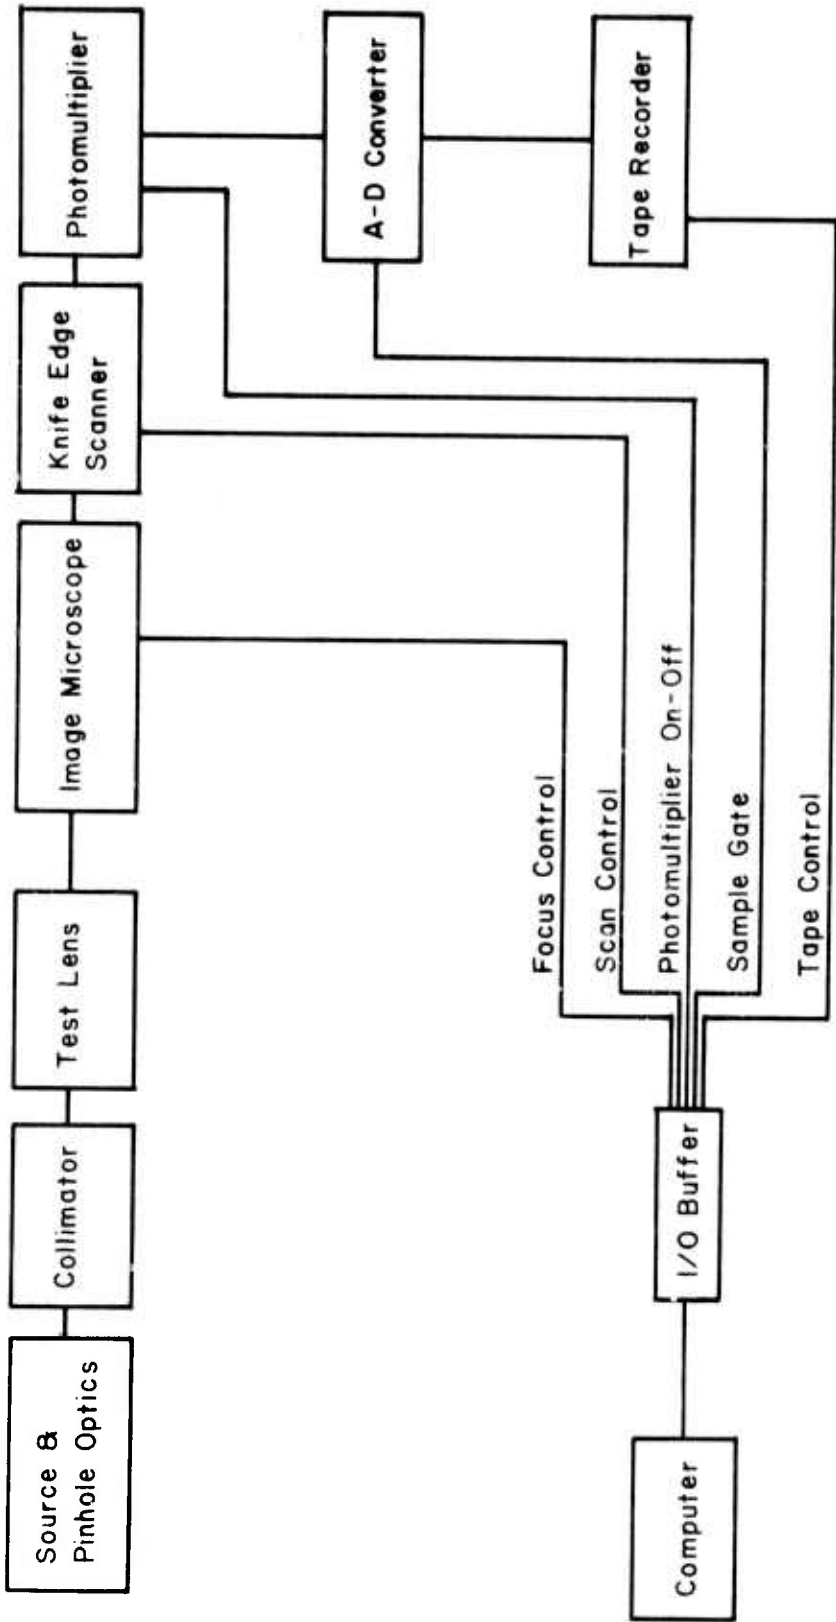 Source &
Pinhole Optics
Collimator
Test Lens
Image Microscope
Knife Edge
Scanner
Photomultiplier
A-D Converter
Tape Recorder
Focus Control
Scan Control
Photomultiplier On-Off
Sample Gate
Tape Control
I/O Buffer
Computer